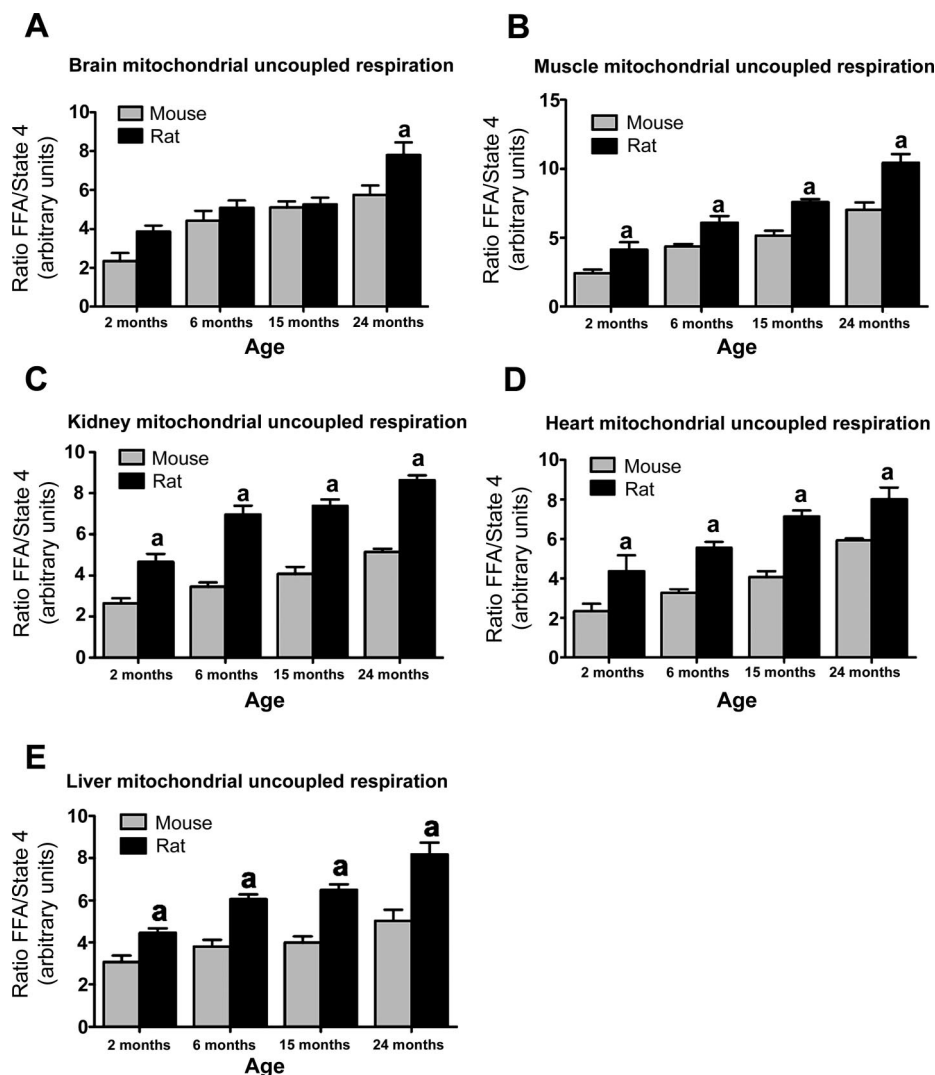 A
Brain mitochondrial uncoupled respiration
Ratio FFA/State 4
(arbitrary units)
10
8
6
4
2
0
Mouse
Rat
a
2 months 6 months 15 months 24 months
Age
B
Muscle mitochondrial uncoupled respiration
Ratio FFA/State 4
(arbitrary units)
15
10
5
0
Mouse
Rat
a a a a
2 months 6 months 15 months 24 months
Age
C
Kidney mitochondrial uncoupled respiration
Ratio FFA/State 4
(arbitrary units)
10
8
6
4
2
0
Mouse
Rat
a a a a
2 months 6 months 15 months 24 months
Age
D
Heart mitochondrial uncoupled respiration
Ratio FFA/State 4
(arbitrary units)
10
8
6
4
2
0
Mouse
Rat
a a a a
2 months 6 months 15 months 24 months
Age
E
Liver mitochondrial uncoupled respiration
Ratio FFA/State 4
(arbitrary units)
10
8
6
4
2
0
Mouse
Rat
a a a a
2 months 6 months 15 months 24 months
Age